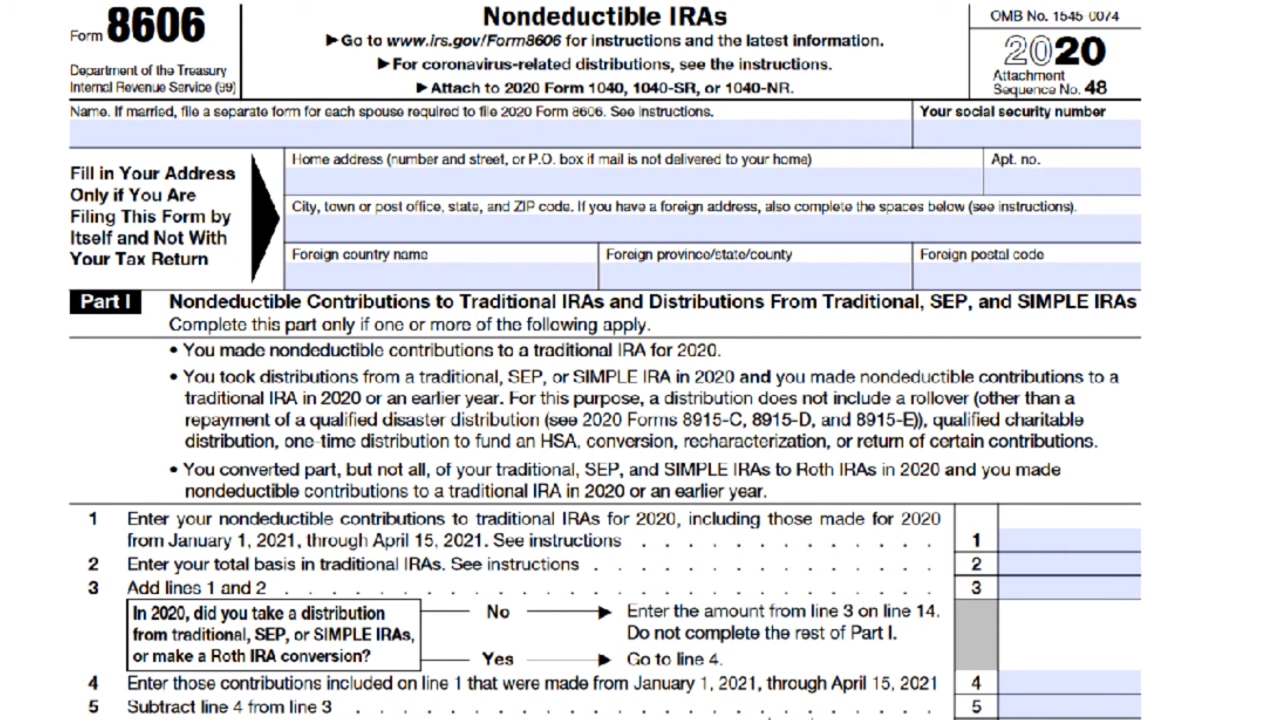 Form 8606
Department of the Treasury
Internal Revenue Service (99)
Nondeductible IRAs
▶Go to www.irs.gov/Form8606 for instructions and the latest information.
▶For coronavirus-related distributions, see the instructions.
▶Attach to 2020 Form 1040, 1040-SR, or 1040-NR.
OMB No. 1545-0074
2020
Attachment
Sequence No. 48
Name. If married, file a separate form for each spouse required to file 2020 Form 8606. See instructions.
Your social security number
Fill in Your Address
Only if You Are
Filing This Form by
Itself and Not With
Your Tax Return
Home address (number and street, or P.O. box if mail is not delivered to your home)
Apt. no.
City, town or post office, state, and ZIP code. If you have a foreign address, also complete the spaces below (see instructions).
Foreign country name
Foreign province/state/county
Foreign postal code
Part I Nondeductible Contributions to Traditional IRAs and Distributions From Traditional, SEP, and SIMPLE IRAs
Complete this part only if one or more of the following apply.
• You made nondeductible contributions to a traditional IRA for 2020.
• You took distributions from a traditional, SEP, or SIMPLE IRA in 2020 and you made nondeductible contributions to a
traditional IRA in 2020 or an earlier year. For this purpose, a distribution does not include a rollover (other than a
repayment of a qualified disaster distribution (see 2020 Forms 8915-C, 8915-D, and 8915-E)), qualified charitable
distribution, one-time distribution to fund an HSA, conversion, recharacterization, or return of certain contributions.
• You converted part, but not all, of your traditional, SEP, and SIMPLE IRAs to Roth IRAs in 2020 and you made
nondeductible contributions to a traditional IRA in 2020 or an earlier year.
1 Enter your nondeductible contributions to traditional IRAs for 2020, including those made for 2020
from January 1, 2021, through April 15, 2021. See instructions . . . . . . . . . . . . . 1
2 Enter your total basis in traditional IRAs. See instructions . . . . . . . . . . . . . . . 2
3 Add lines 1 and 2 . . . . . . . . . . . . . . . . . . . . . . . . 3
In 2020, did you take a distribution
from traditional, SEP, or SIMPLE IRAs,
or make a Roth IRA conversion?
No ▶ Enter the amount from line 3 on line 14.
Do not complete the rest of Part I.
Yes ▶ Go to line 4.
4 Enter those contributions included on line 1 that were made from January 1, 2021, through April 15, 2021 4
5 Subtract line 4 from line 3 . . . . . . . . . . . . . . . . . . . . . 5